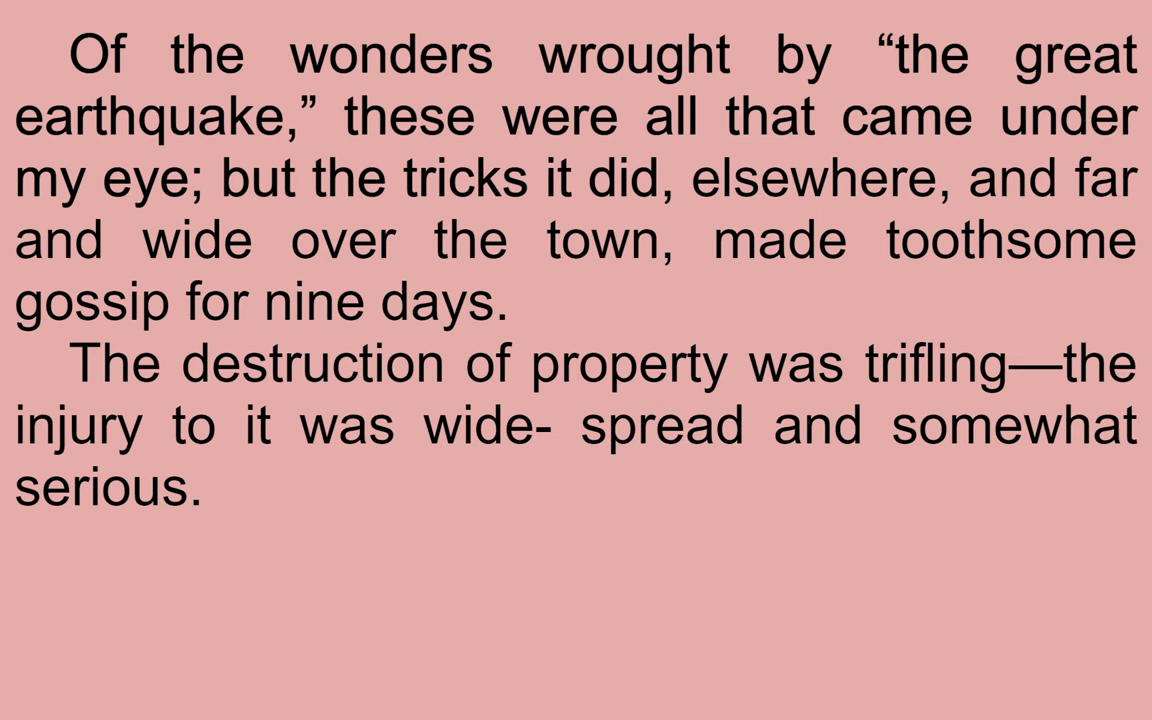 Of the wonders wrought by “the great
earthquake,” these were all that came under
my eye; but the tricks it did, elsewhere, and far
and wide over the town, made toothsome
gossip for nine days.
The destruction of property was trifling—the
injury to it was wide- spread and somewhat
serious.